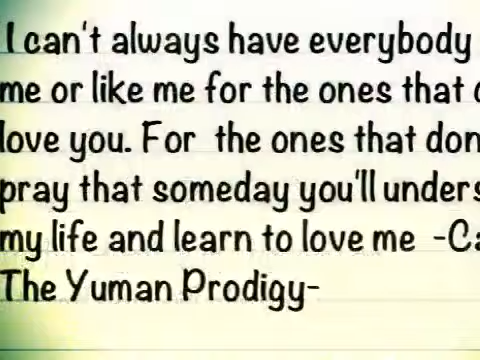 I can't always have everybody
me or like me for the ones that
love you. For the ones that don
pray that someday you'll unders
my life and learn to love me -Ca
The Yuman Prodigy-